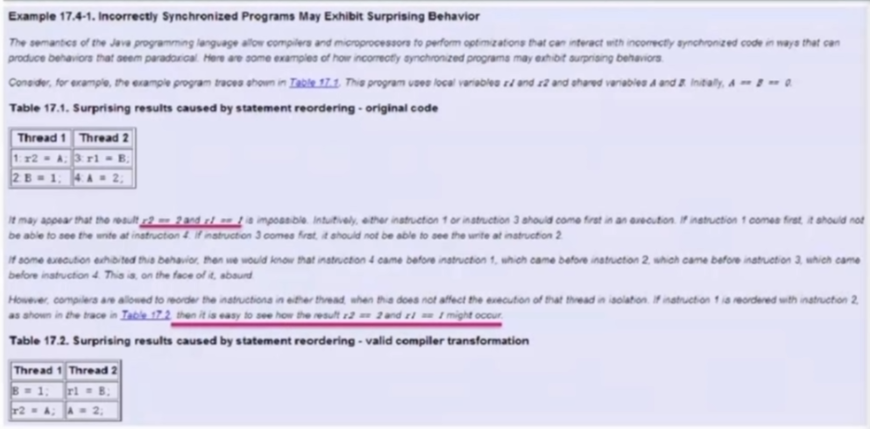 Example 17.4-1. Incorrectly Synchronized Programs May Exhibit Surprising Behavior
The semantics of the Java programming language allow compilers and microprocessors to perform optimizations that can interact with incorrectly synchronized code in ways that can
produce behaviors that seem paradoxical. Here are some examples of how incorrectly synchronized programs may exhibit surprising behaviors.
Consider, for example, the example program traces shown in Table 17.1. This program uses local variables r1 and r2 and shared variables A and B. Initially, A == B == 0.
Table 17.1. Surprising results caused by statement reordering - original code
Thread 1 Thread 2
1: r2 = A; 3: r1 = B;
2: B = 1; 4: A = 2;
It may appear that the result r2 == 2 and r1 == 1 is impossible. Intuitively, either instruction 1 or instruction 3 should come first in an execution. If instruction 1 comes first, it should not
be able to see the write at instruction 4. If instruction 3 comes first, it should not be able to see the write at instruction 2.
If some execution exhibited this behavior, then we would know that instruction 4 came before instruction 1, which came before instruction 2, which came before instruction 3, which came
before instruction 4. This is, on the face of it, absurd.
However, compilers are allowed to reorder the instructions in either thread, when this does not affect the execution of that thread in isolation. If instruction 1 is reordered with instruction 2,
as shown in the trace in Table 17.2, then it is easy to see how the result r2 == 2 and r1 == 1 might occur.
Table 17.2. Surprising results caused by statement reordering - valid compiler transformation
Thread 1 Thread 2
B = 1; r1 = B;
r2 = A; A = 2;